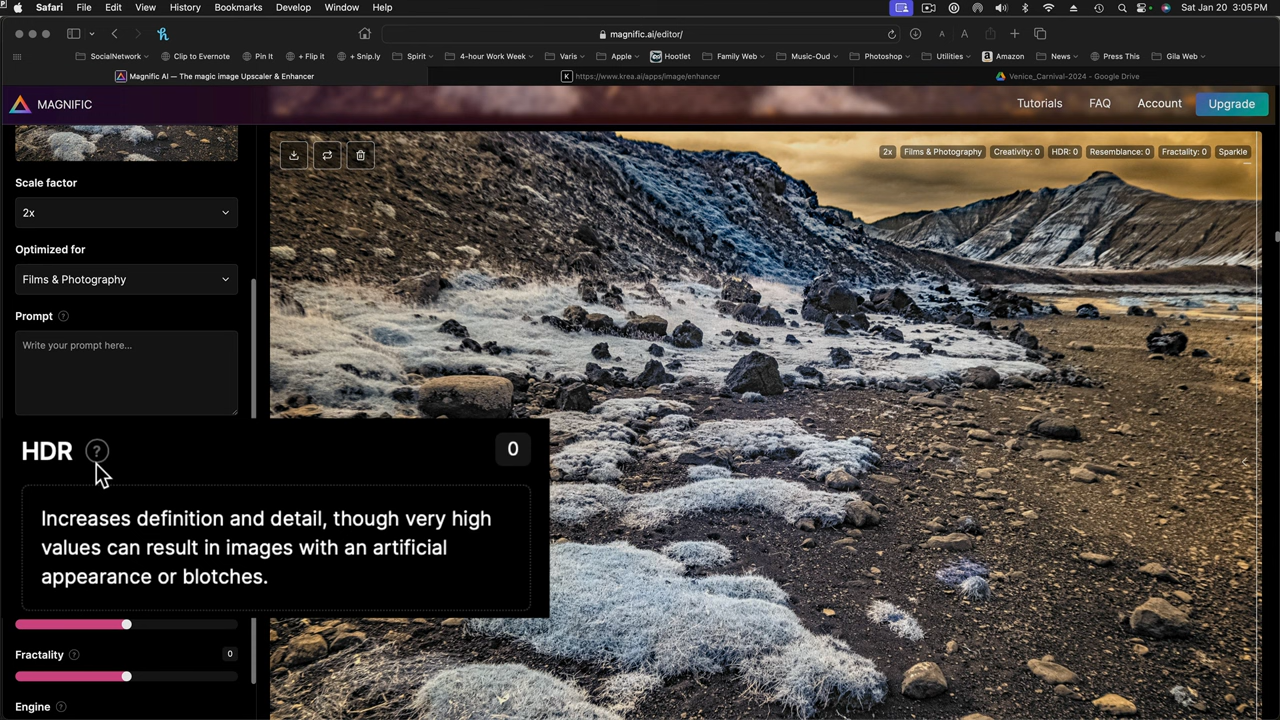 Safari File Edit View History Bookmarks Develop Window Help
Sat Jan 20 3:05 PM
magnific.ai/editor/
A A
SocialNetwork Clip to Evernote Pin It + Flip it + Snip.ly Spirit 4-hour Work Week Varis Apple Hootlet Family Web Music-Oud Photoshop Utilities Amazon News Press This Gila Web
Magnific AI — The magic image Upscaler & Enhancer
K https://www.krea.ai/apps/image/enhancer
Venice_Carnival-2024 - Google Drive
MAGNIFIC
Tutorials FAQ Account Upgrade
2x Films & Photography Creativity: 0 HDR: 0 Resemblance: 0 Fractality: 0 Sparkle
Scale factor
2x
Optimized for
Films & Photography
Prompt ?
Write your prompt here...
HDR ? 0
Increases definition and detail, though very high
values can result in images with an artificial
appearance or blotches.
Fractality ? 0
Engine ?